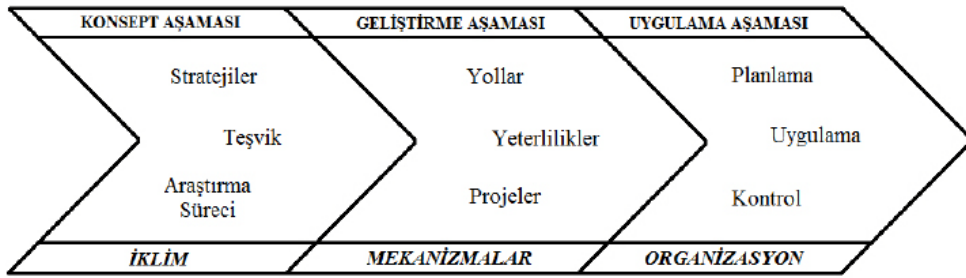 KONSEPT AŞAMASI
GELİŞTİRME AŞAMASI
UYGULAMA AŞAMASI
Stratejiler
Teşvik
Araştırma
Süreci
Yollar
Yeterlilikler
Projeler
Planlama
Uygulama
Kontrol
İKLİM
MEKANİZMALAR
ORGANİZASYON